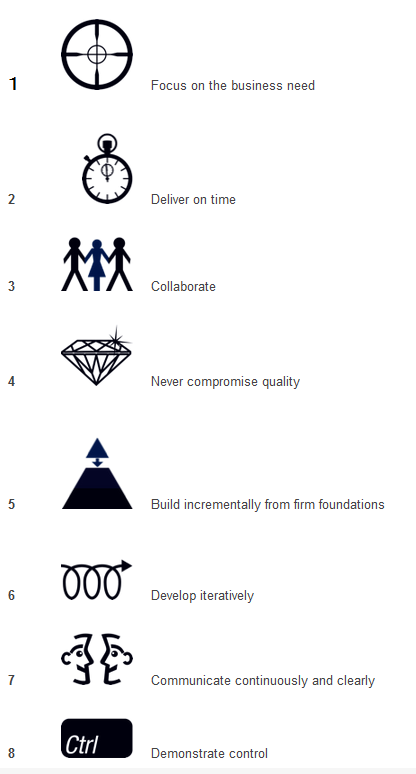 1 Focus on the business need
2 Deliver on time
3 Collaborate
4 Never compromise quality
5 Build incrementally from firm foundations
6 Develop iteratively
7 Communicate continuously and clearly
Ctrl
8 Demonstrate control